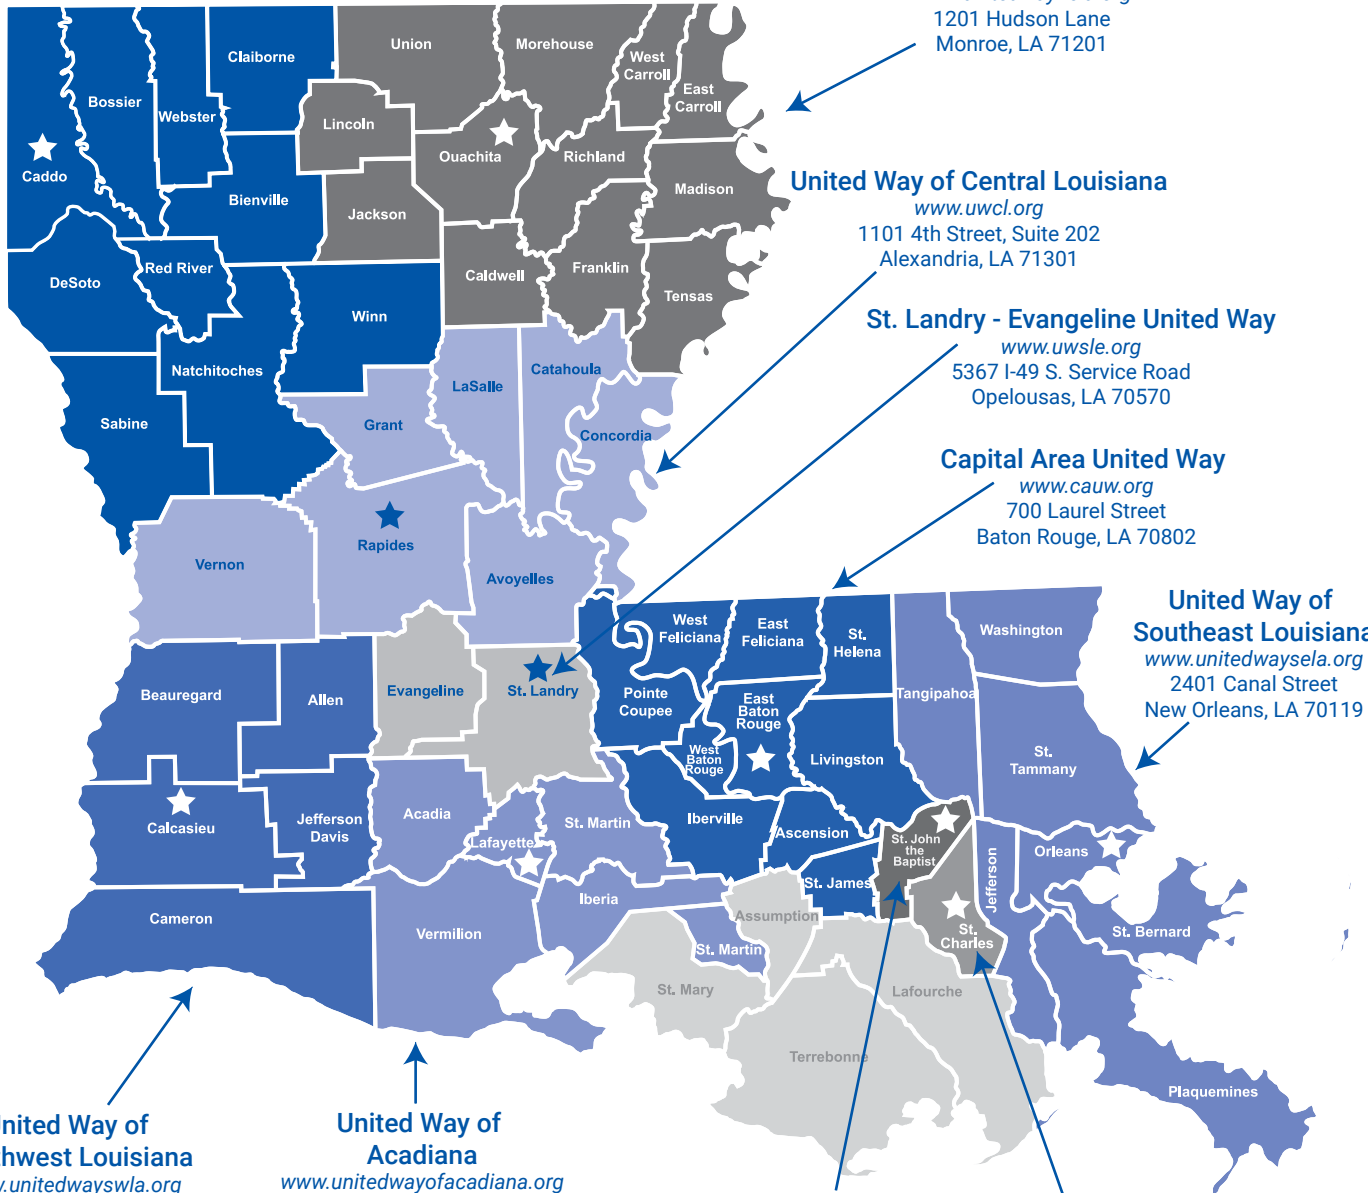 1201 Hudson Lane
Monroe, LA 71201
Claiborne
Union
Morehouse
West
Carroll
East
Carroll
Bossier
Webster
Lincoln
Ouachita
Richland
Caddo
Madison
Bienville
Jackson
United Way of Central Louisiana
www.uwcl.org
1101 4th Street, Suite 202
Alexandria, LA 71301
DeSoto
Red River
Caldwell
Franklin
Tensas
Winn
St. Landry - Evangeline United Way
www.uwsle.org
5367 I-49 S. Service Road
Opelousas, LA 70570
Natchitoches
LaSalle
Catahoula
Sabine
Grant
Concordia
Capital Area United Way
www.cauw.org
700 Laurel Street
Baton Rouge, LA 70802
Vernon
Rapides
Avoyelles
United Way of
Southeast Louisiana
www.unitedwaysela.org
2401 Canal Street
New Orleans, LA 70119
West
Feliciana
East
Feliciana
St.
Helena
Washington
Tangipahoa
Beauregard
Allen
Evangeline
St. Landry
Pointe
Coupee
East
Baton
Rouge
West
Baton
Rouge
Livingston
St.
Tammany
Calcasieu
Jefferson
Davis
Acadia
Lafayette
St. Martin
Iberville
Ascension
St. John
the
Baptist
Jefferson
Orleans
St. James
Cameron
Vermilion
Iberia
Assumption
St. Martin
St.
Charles
St. Bernard
St. Mary
Lafourche
Terrebonne
Plaquemines
United Way of
thwest Louisiana
w.unitedwayswla.org
United Way of
Acadiana
www.unitedwayofacadiana.org